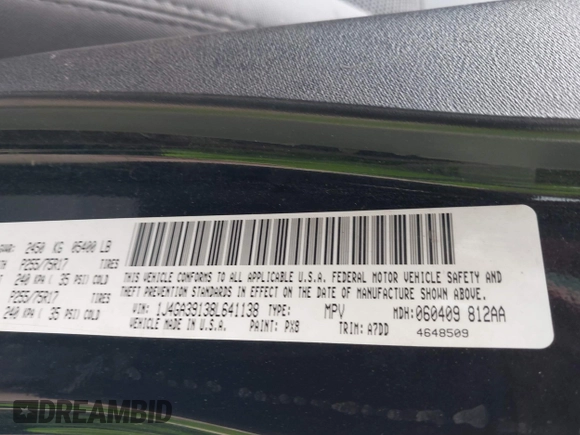 GVWR: 2450 KG 05400 LB
P255/75R17 TIRES
240 KPA ( 35 PSI) COLD
P255/75R17 TIRES
240 KPA ( 35 PSI) COLD
THIS VEHICLE CONFORMS TO ALL APPLICABLE U.S.A. FEDERAL MOTOR VEHICLE SAFETY AND
THEFT PREVENTION STANDARDS IN EFFECT ON THE DATE OF MANUFACTURE SHOWN ABOVE.
VIN: 1J4GA39138L641138 TYPE: MPV MDH: 060409 812AA
VEHICLE MADE IN U.S.A. PAINT: PX8 TRIM: A7DD 4648509
DREAMBID